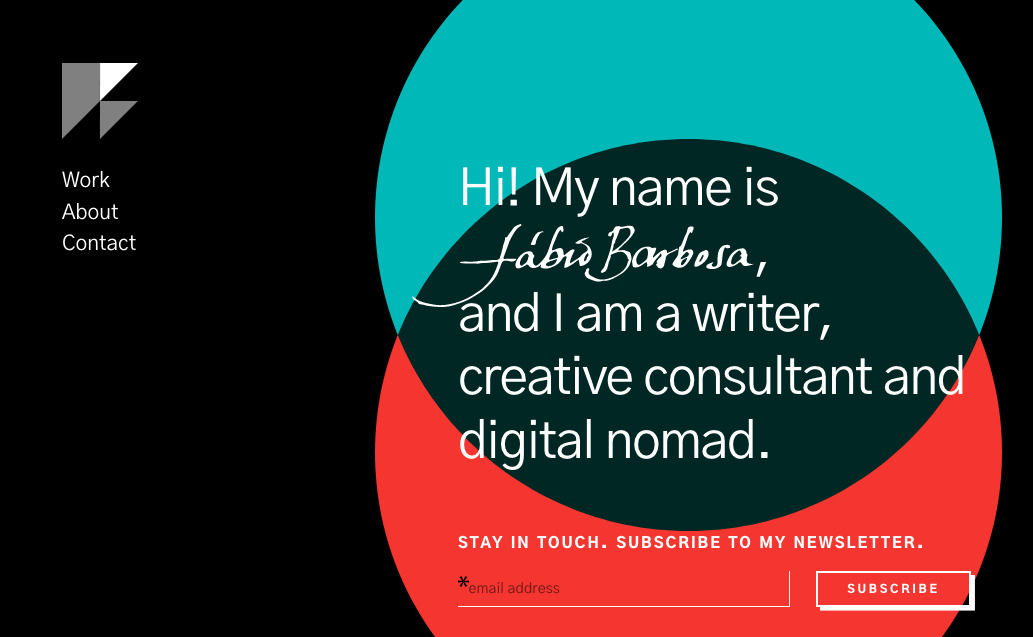 Work
About
Contact
Hi! My name is
Fábio Barbosa,
and I am a writer,
creative consultant and
digital nomad.
STAY IN TOUCH. SUBSCRIBE TO MY NEWSLETTER.
*email address
SUBSCRIBE